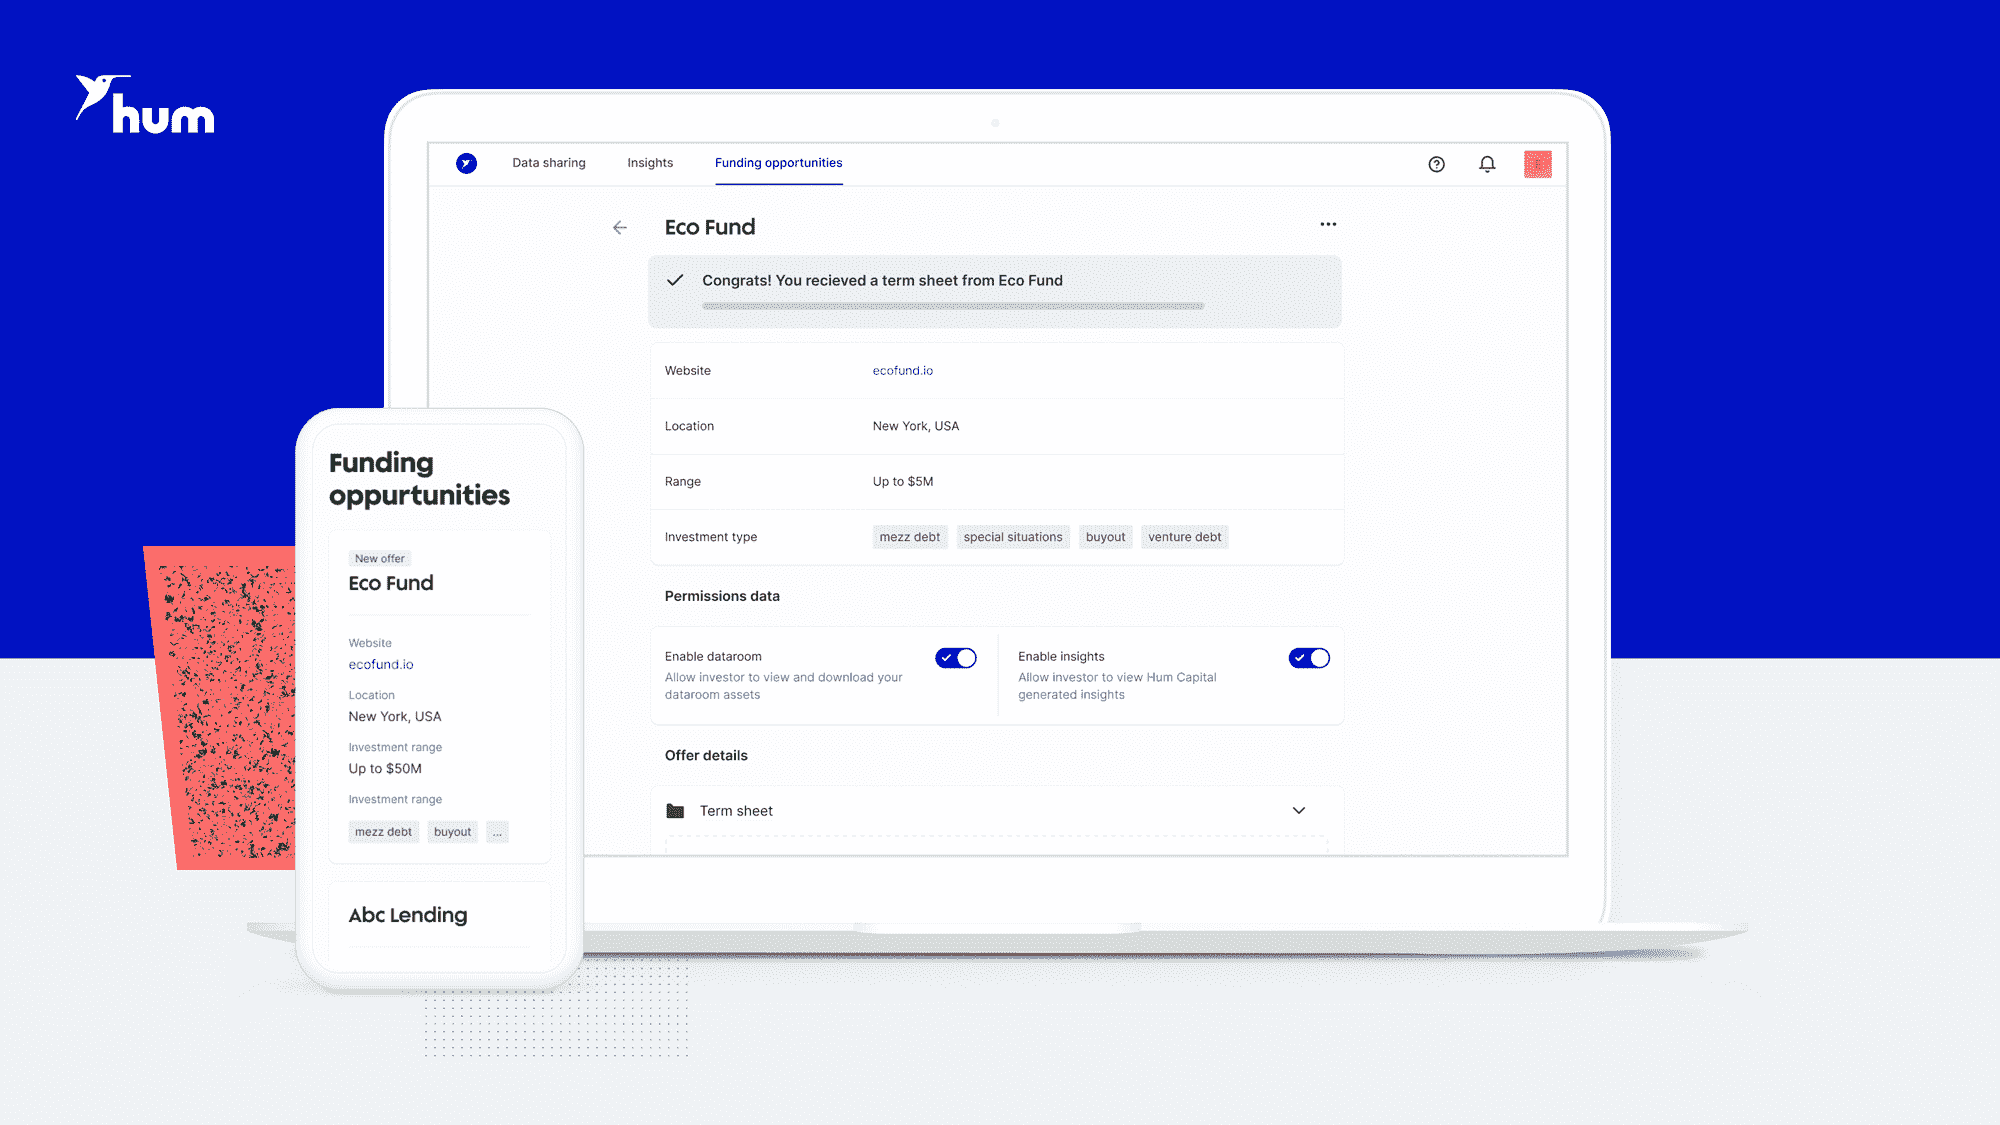 hum
Data sharing Insights Funding opportunities
Eco Fund
Congrats! You recieved a term sheet from Eco Fund
Website ecofund.io
Location New York, USA
Range Up to $5M
Investment type mezz debt special situations buyout venture debt
Permissions data
Enable dataroom
Allow investor to view and download your
dataroom assets
Enable insights
Allow investor to view Hum Capital
generated insights
Offer details
Term sheet
Funding
oppurtunities
New offer
Eco Fund
Website
ecofund.io
Location
New York, USA
Investment range
Up to $50M
Investment range
mezz debt buyout ...
Abc Lending